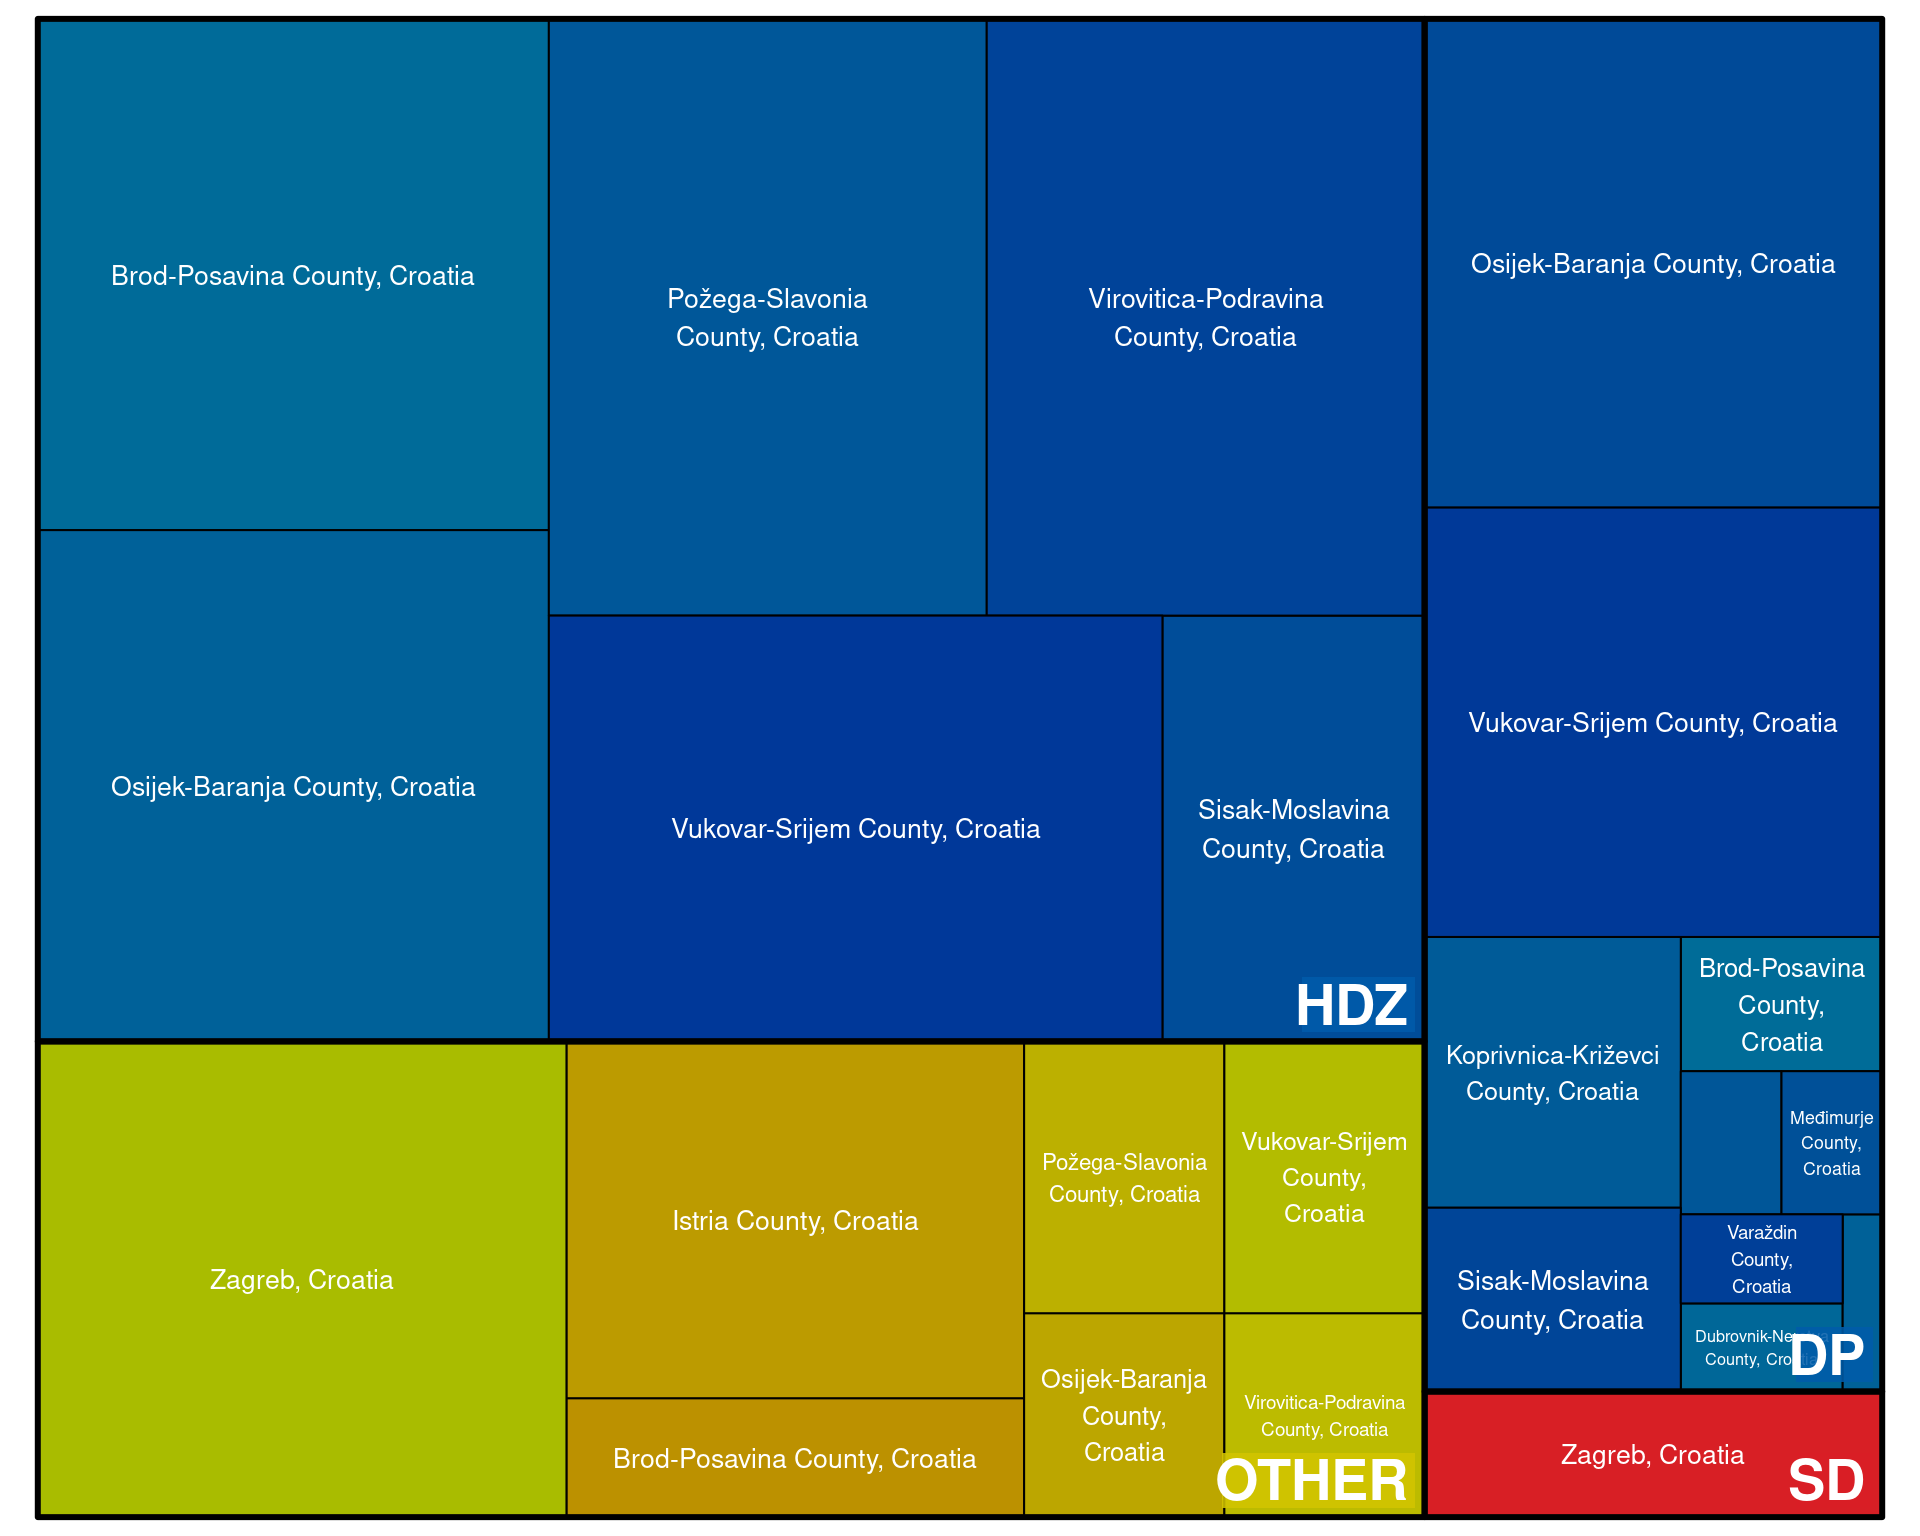 Brod-Posavina County, Croatia
Požega-Slavonia
County, Croatia
Virovitica-Podravina
County, Croatia
Osijek-Baranja County, Croatia
Vukovar-Srijem County, Croatia
Sisak-Moslavina
County, Croatia
HDZ
Osijek-Baranja County, Croatia
Vukovar-Srijem County, Croatia
Koprivnica-Križevci
County, Croatia
Brod-Posavina
County,
Croatia
Međimurje
County,
Croatia
Sisak-Moslavina
County, Croatia
Varaždin
County,
Croatia
County,
DP
Zagreb, Croatia
Istria County, Croatia
Brod-Posavina County, Croatia
Požega-Slavonia
County, Croatia
Vukovar-Srijem
County,
Croatia
Osijek-Baranja
County,
Croatia
Virovitica-Podravina
County, Croatia
OTHER
Zagreb, Croatia
SD